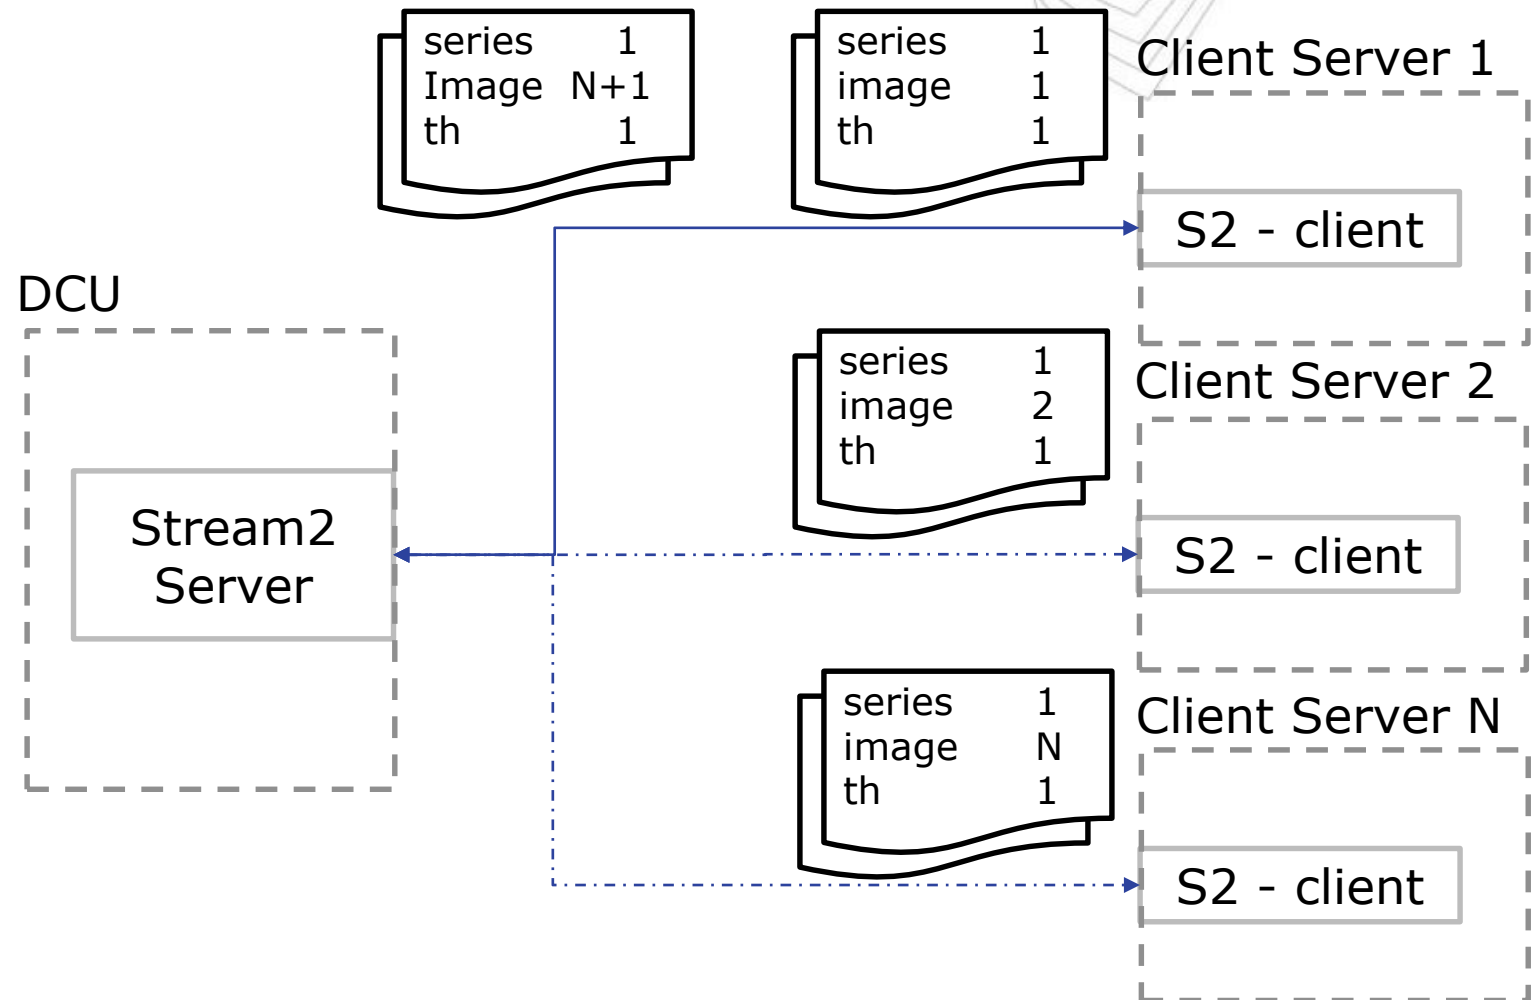 series 1
Image N+1
th 1
series 1
image 1
th 1
Client Server 1
S2 - client
DCU
Stream2
Server
series 1
image 2
th 1
Client Server 2
S2 - client
series 1
image N
th 1
Client Server N
S2 - client